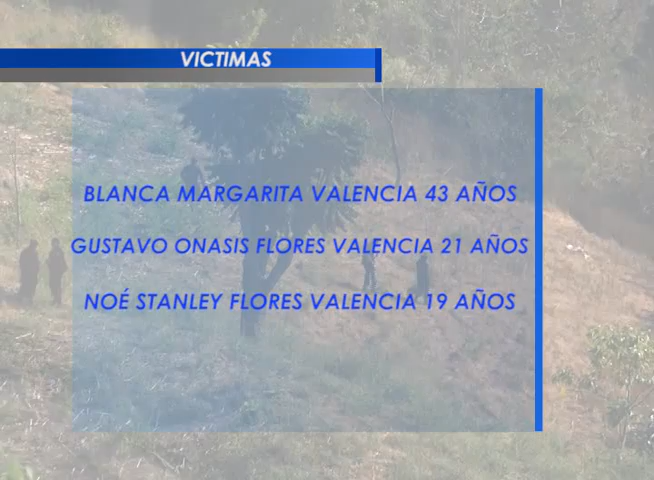 VICTIMAS
BLANCA MARGARITA VALENCIA 43 AÑOS
GUSTAVO ONASIS FLORES VALENCIA 21 AÑOS
NOÉ STANLEY FLORES VALENCIA 19 AÑOS